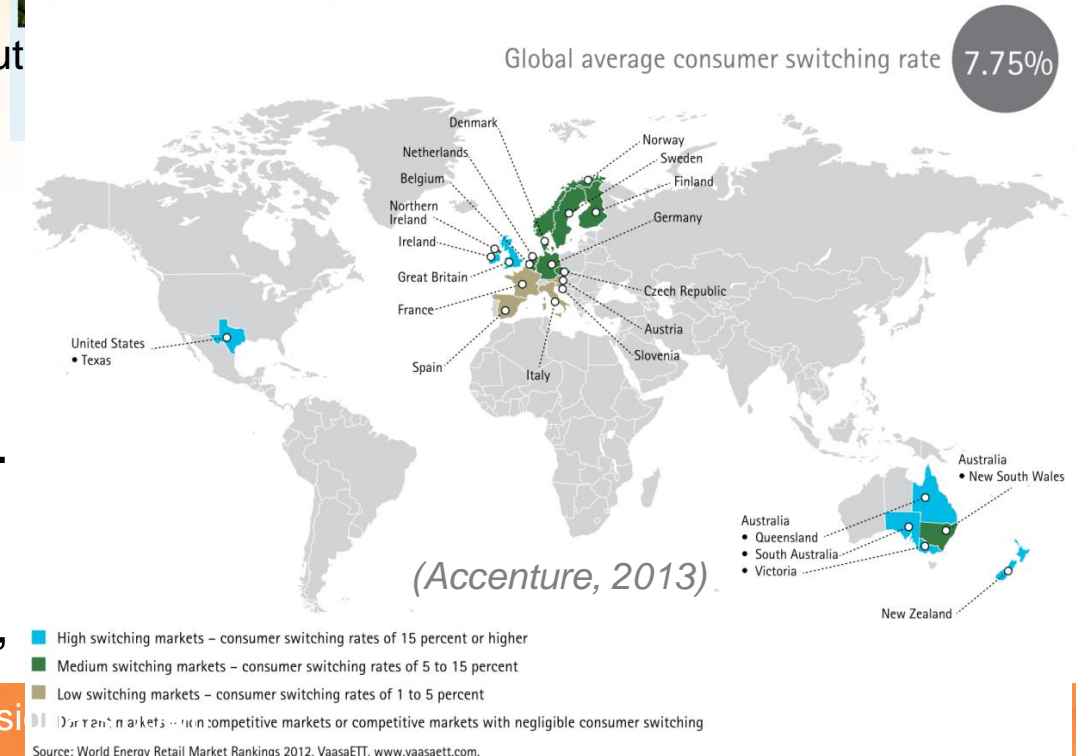 ut
Global average consumer switching rate 7.75%
Denmark
Netherlands
Belgium
Northern
Ireland
Ireland
Great Britain
France
Spain
Italy
Norway
Sweden
Finland
Germany
Czech Republic
Austria
Slovenia
United States
• Texas
Australia
• New South Wales
Australia
• Queensland
• South Australia
• Victoria
New Zealand
(Accenture, 2013)
High switching markets – consumer switching rates of 15 percent or higher
Medium switching markets – consumer switching rates of 5 to 15 percent
Low switching markets – consumer switching rates of 1 to 5 percent
Dormant markets – non competitive markets or competitive markets with negligible consumer switching
Source: World Energy Retail Market Rankings 2012, VaasaETT, www.vaasaett.com.